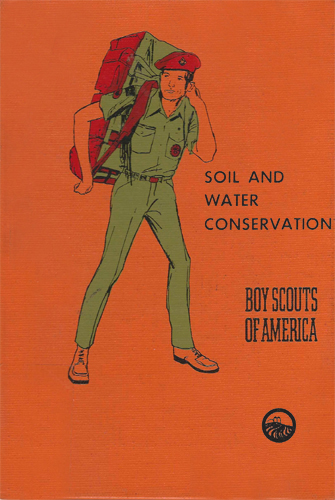 SOIL AND
WATER
CONSERVATION
BOY SCOUTS
OF AMERICA